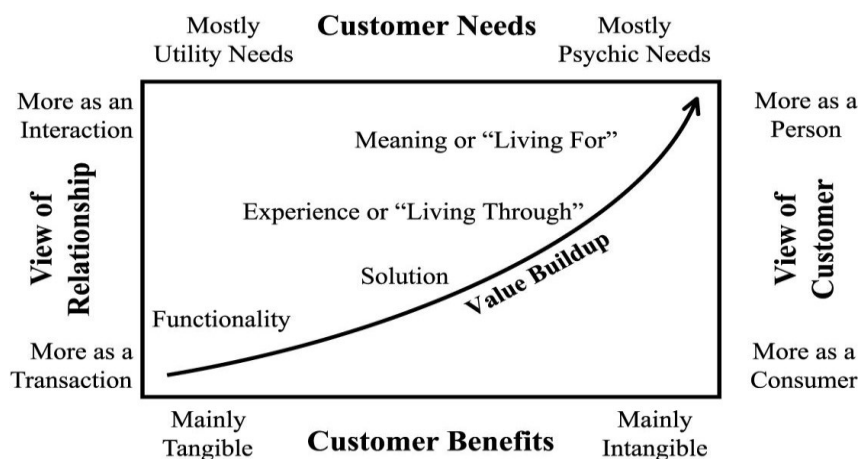 Mostly
Utility Needs
Customer Needs
Mostly
Psychic Needs
More as an
Interaction
View of
Relationship
More as a
Transaction
Meaning or “Living For”
Experience or “Living Through”
Solution
Functionality
Value Buildup
More as a
Person
View of
Customer
More as a
Consumer
Mainly
Tangible
Customer Benefits
Mainly
Intangible